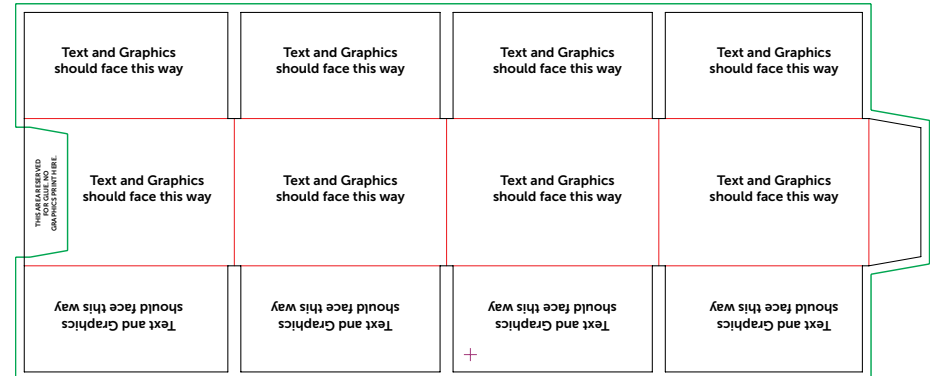 Text and Graphics
should face this way
Text and Graphics
should face this way
Text and Graphics
should face this way
Text and Graphics
should face this way
THIS AREA RESERVED
FOR GLUE. NO
GRAPHICS PRINT HERE.
Text and Graphics
should face this way
Text and Graphics
should face this way
Text and Graphics
should face this way
Text and Graphics
should face this way
Text and Graphics
should face this way
Text and Graphics
should face this way
Text and Graphics
should face this way
Text and Graphics
should face this way